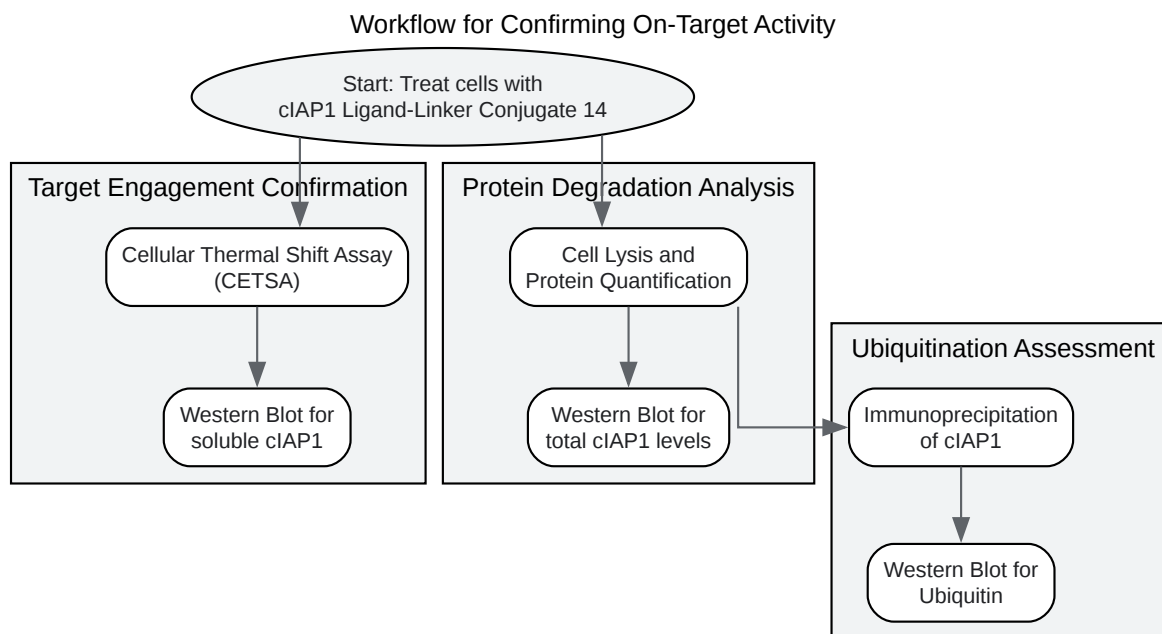 Workflow for Confirming On-Target Activity
Start: Treat cells with
cIAP1 Ligand-Linker Conjugate 14
Target Engagement Confirmation
Cellular Thermal Shift Assay
(CETSA)
Western Blot for
soluble cIAP1
Protein Degradation Analysis
Cell Lysis and
Protein Quantification
Western Blot for
total cIAP1 levels
Ubiquitination Assessment
Immunoprecipitation
of cIAP1
Western Blot for
Ubiquitin